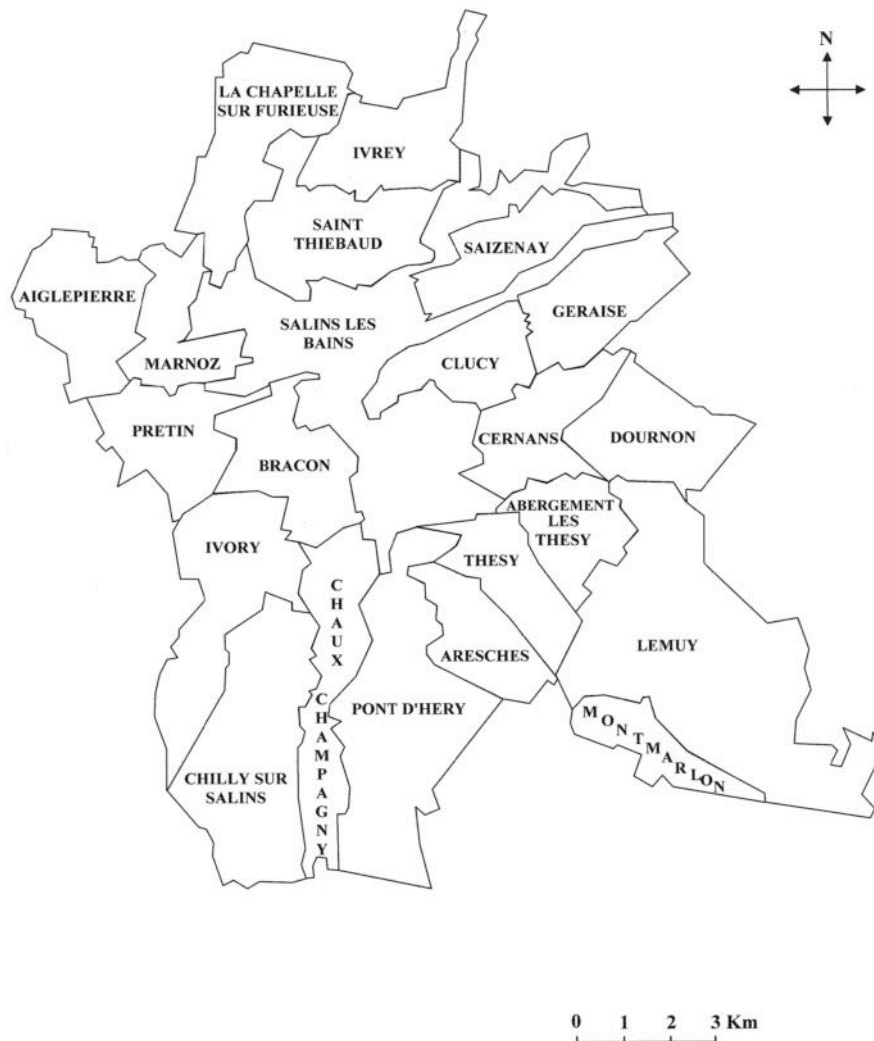 N
LA CHAPELLE
SUR FURIEUSE
IVREY
SAINT
THIEBAUD
SAIZENAY
AIGLEPIERRE
SALINS LES
BAINS
GERAISE
MARNOZ
CLUCY
PRETIN
CERNANS
DOURNON
BRACON
ABERGEMENT
LES
THESY
IVORY
THESY
CHAUX CHAMPAGNY
ARESCHES
LEMUY
PONT D'HERY
MONTMARLON
CHILLY SUR
SALINS
0 1 2 3 Km